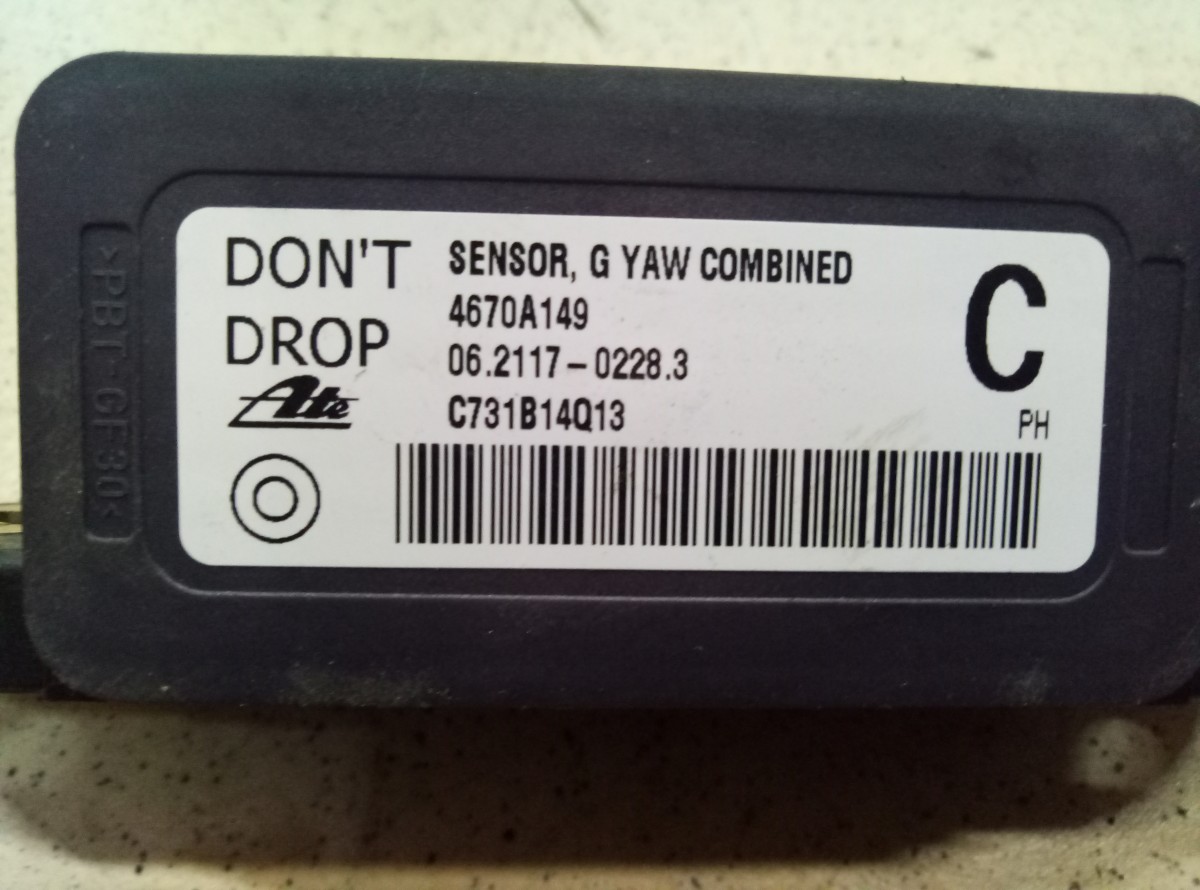 DON'T
DROP
Ate
SENSOR, G YAW COMBINED
4670A149
06.2117-0228.3
C731B14Q13
C
PH
>PBT-GF30<